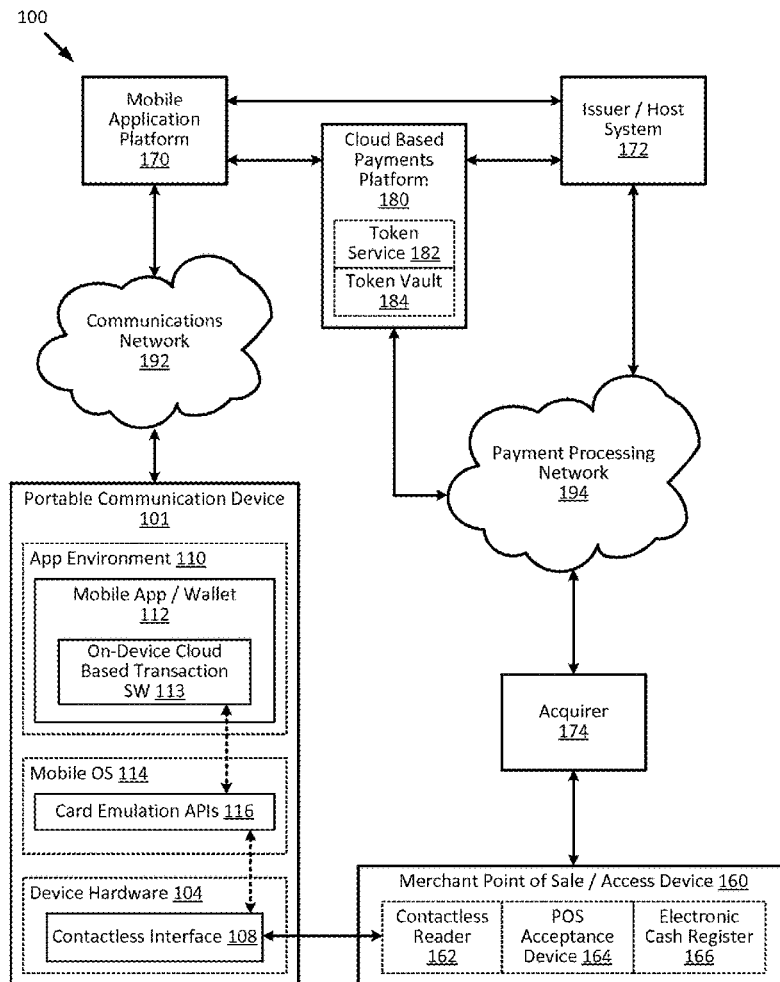 100
Mobile
Application
Platform
170
Issuer / Host
System
172
Cloud Based
Payments
Platform
180
Token
Service 182
Token Vault
184
Communications
Network
192
Payment Processing
Network
194
Portable Communication Device
101
App Environment 110
Mobile App / Wallet
112
On-Device Cloud
Based Transaction
SW 113
Acquirer
174
Mobile OS 114
Card Emulation APIs 116
Device Hardware 104
Contactless Interface 108
Merchant Point of Sale / Access Device 160
Contactless
Reader
162
POS
Acceptance
Device 164
Electronic
Cash Register
166